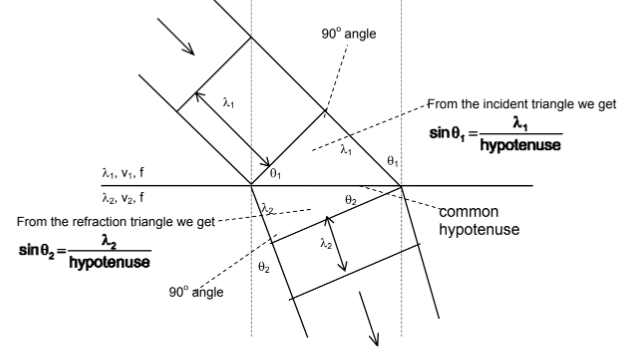 90° angle
λ₁
From the incident triangle we get
sinθ₁=λ₁/hypotenuse
λ₁
θ₁
λ₁, v₁, f
θ₁
λ₂, v₂, f
θ₂
λ₂
common
hypotenuse
From the refraction triangle we get
sinθ₂=λ₂/hypotenuse
λ₂
θ₂
90° angle